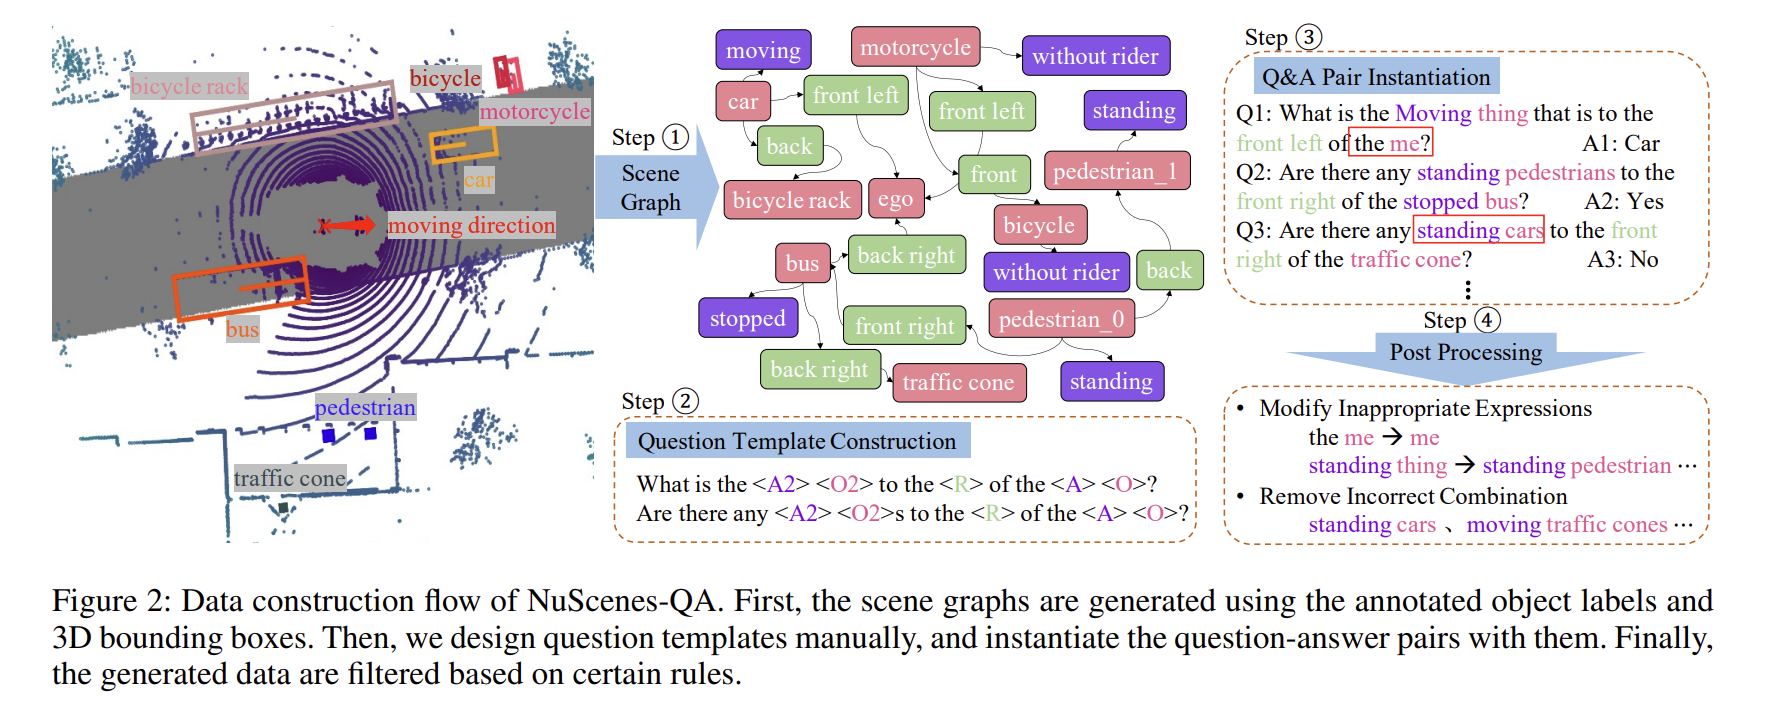 bicycle rack
bicycle
motorcycle
car
moving direction
bus
pedestrian
traffic cone
Step ①
Scene
Graph
moving
motorcycle
without rider
car
front left
front left
standing
back
front
pedestrian_1
bicycle rack
ego
bicycle
bus
back right
without rider
back
stopped
front right
pedestrian_0
back right
traffic cone
standing
Step ②
Question Template Construction
What is the <A2> <O2> to the <R> of the <A> <O>?
Are there any <A2> <O2>s to the <R> of the <A> <O>?
Step ③
Q&A Pair Instantiation
Q1: What is the Moving thing that is to the
front left of the me? A1: Car
Q2: Are there any standing pedestrians to the
front right of the stopped bus? A2: Yes
Q3: Are there any standing cars to the front
right of the traffic cone? A3: No
⋮
Step ④
Post Processing
• Modify Inappropriate Expressions
the me → me
standing thing → standing pedestrian ···
• Remove Incorrect Combination
standing cars 、moving traffic cones ···
Figure 2: Data construction flow of NuScenes-QA. First, the scene graphs are generated using the annotated object labels and
3D bounding boxes. Then, we design question templates manually, and instantiate the question-answer pairs with them. Finally,
the generated data are filtered based on certain rules.